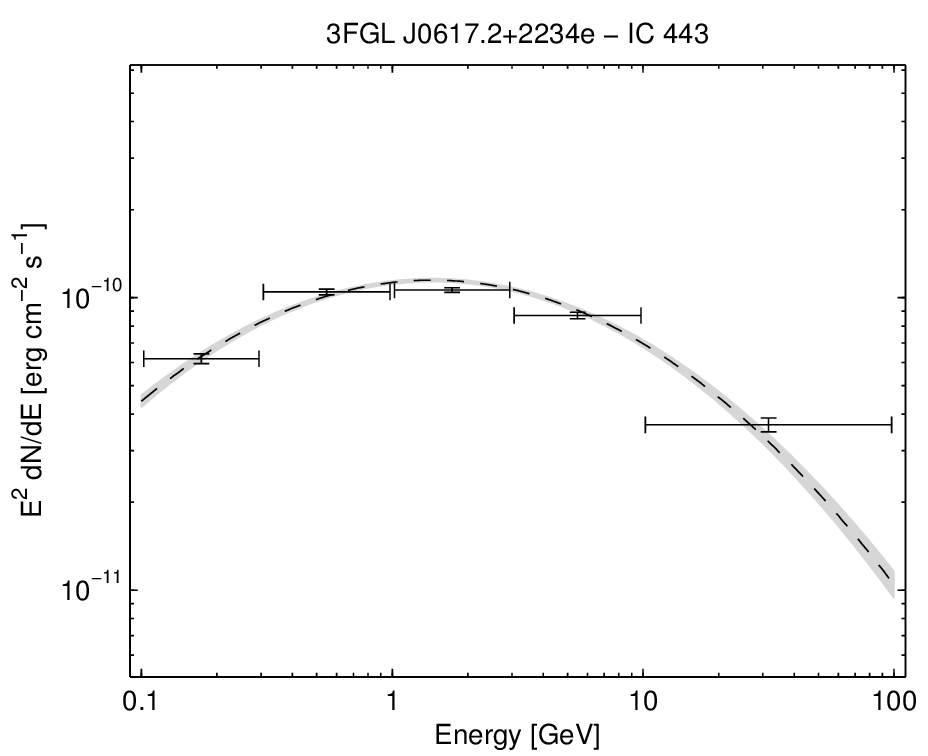 3FGL J0617.2+2234e − IC 443
E² dN/dE [erg cm⁻² s⁻¹]
10⁻¹⁰
10⁻¹¹
0.1 1 10 100
Energy [GeV]